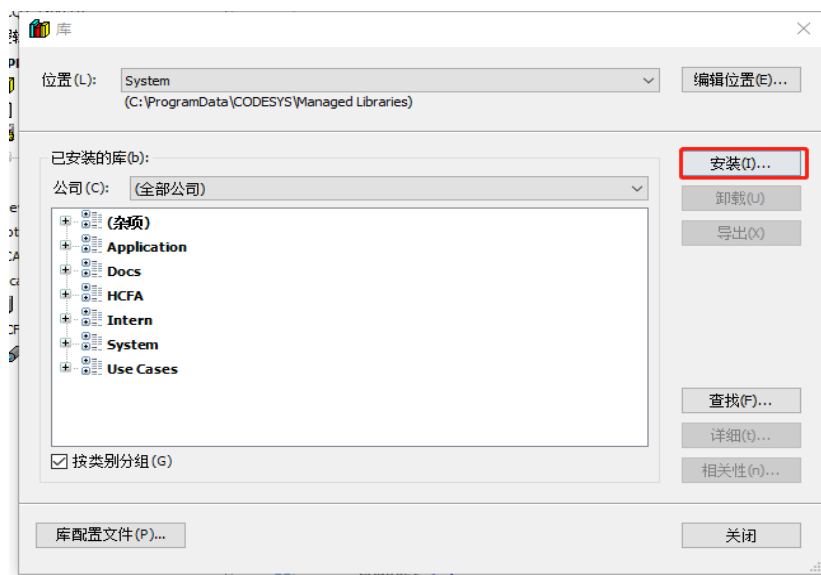 库
位置(L):
System
编辑位置(E)...
(C:\ProgramData\CODESYS\Managed Libraries)
已安装的库(b):
安装(I)...
公司(C):
(全部公司)
卸载(U)
(杂项)
导出(X)
Application
Docs
HCFA
Intern
System
Use Cases
查找(F)...
详细(t)...
按类别分组(G)
相关性(n)...
库配置文件(P)...
关闭